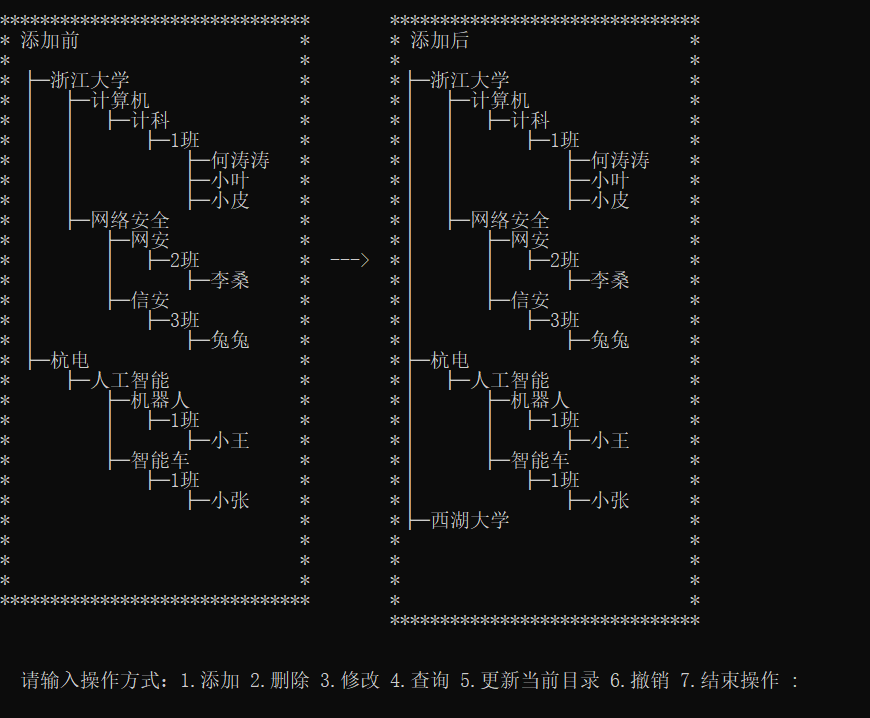 ******************************* *******************************
* 添加前 * * 添加后 *
* * * *
* ├─浙江大学 * * ├─浙江大学 *
* │ ├─计算机 * * │ ├─计算机 *
* │ │ ├─计科 * * │ │ ├─计科 *
* │ │ ├─1班 * * │ │ ├─1班 *
* │ │ ├─何涛涛 * * │ │ ├─何涛涛 *
* │ │ ├─小叶 * * │ │ ├─小叶 *
* │ │ ├─小皮 * * │ │ ├─小皮 *
* │ ├─网络安全 * * │ ├─网络安全 *
* │ ├─网安 * * │ ├─网安 *
* │ │ ├─2班 * ---> * │ │ ├─2班 *
* │ │ ├─李桑 * * │ │ ├─李桑 *
* │ ├─信安 * * │ ├─信安 *
* │ ├─3班 * * │ ├─3班 *
* │ ├─兔兔 * * │ ├─兔兔 *
* ├─杭电 * * ├─杭电 *
* ├─人工智能 * * │ ├─人工智能 *
* ├─机器人 * * │ ├─机器人 *
* │ ├─1班 * * │ │ ├─1班 *
* │ ├─小王 * * │ │ ├─小王 *
* ├─智能车 * * │ ├─智能车 *
* ├─1班 * * │ ├─1班 *
* ├─小张 * * │ ├─小张 *
* * * ├─西湖大学 *
* * * *
* * * *
* * * *
******************************* * *
*******************************
请输入操作方式: 1.添加 2.删除 3.修改 4.查询 5.更新当前目录 6.撤销 7.结束操作 :